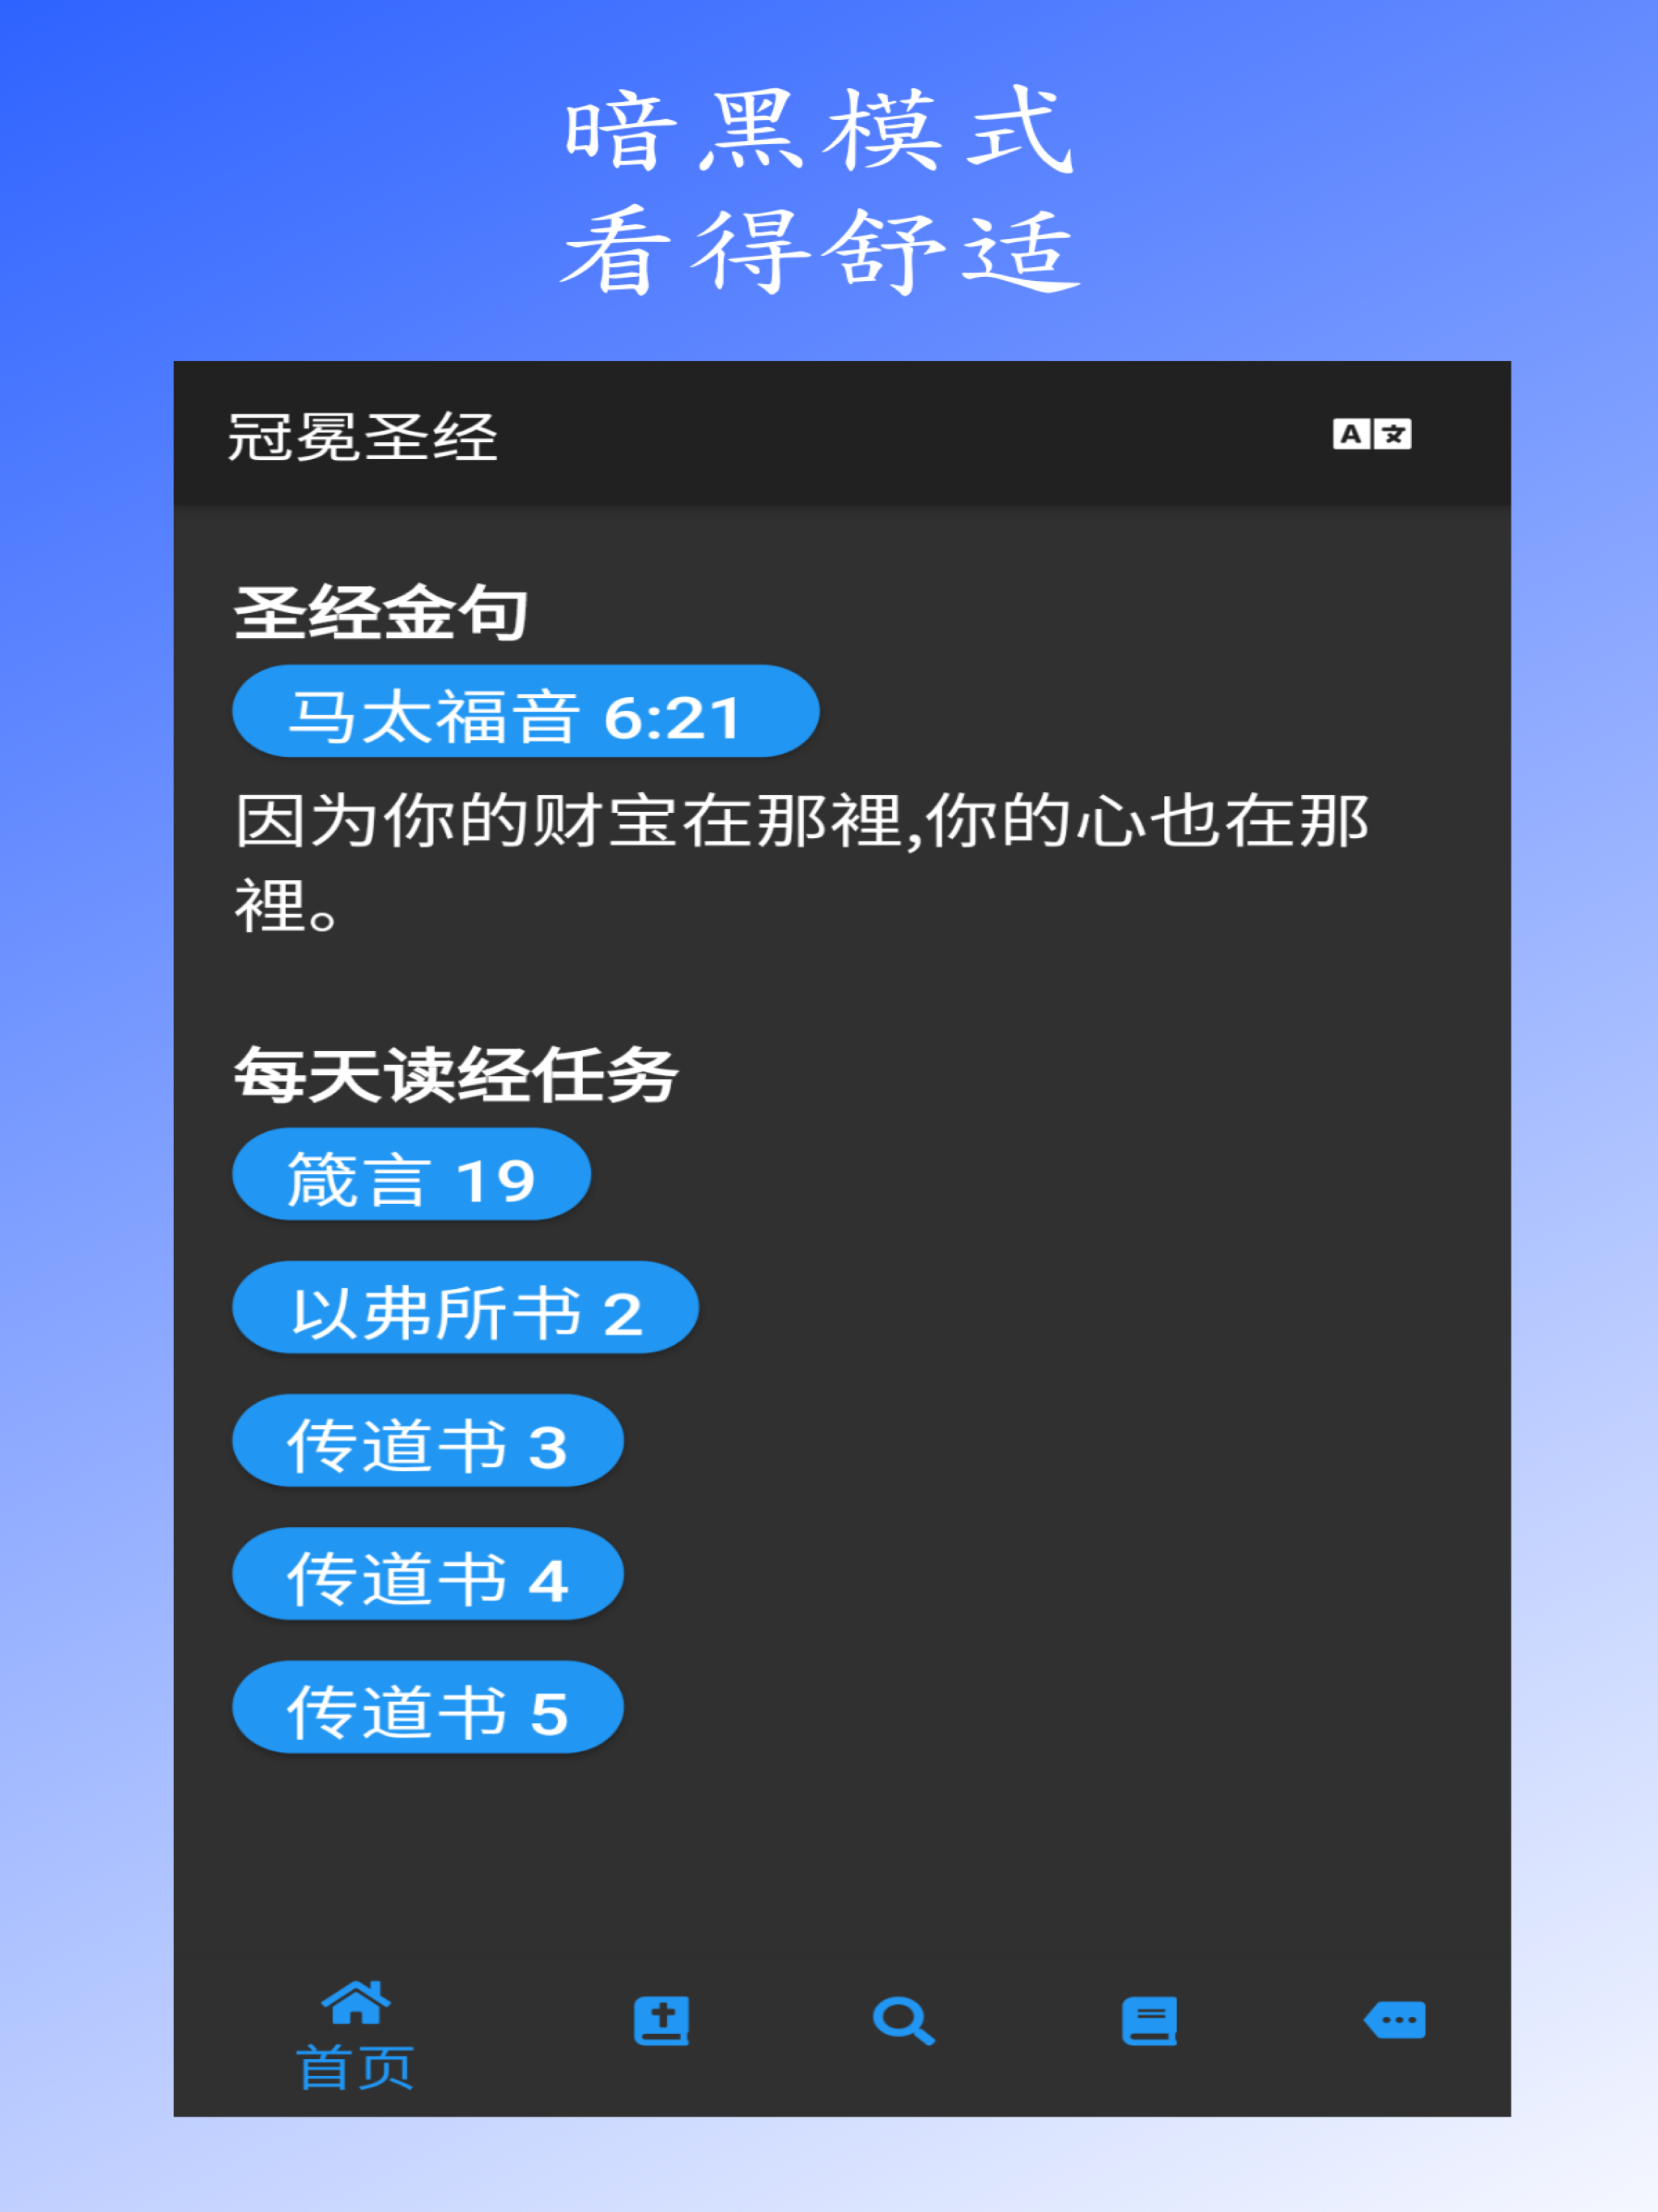 暗黑模式
看得舒适
冠冕圣经
A 文
圣经金句
马太福音 6:21
因为你的财宝在那裡,你的心也在那
裡。
每天读经任务
箴言 19
以弗所书 2
传道书 3
传道书 4
传道书 5
首页